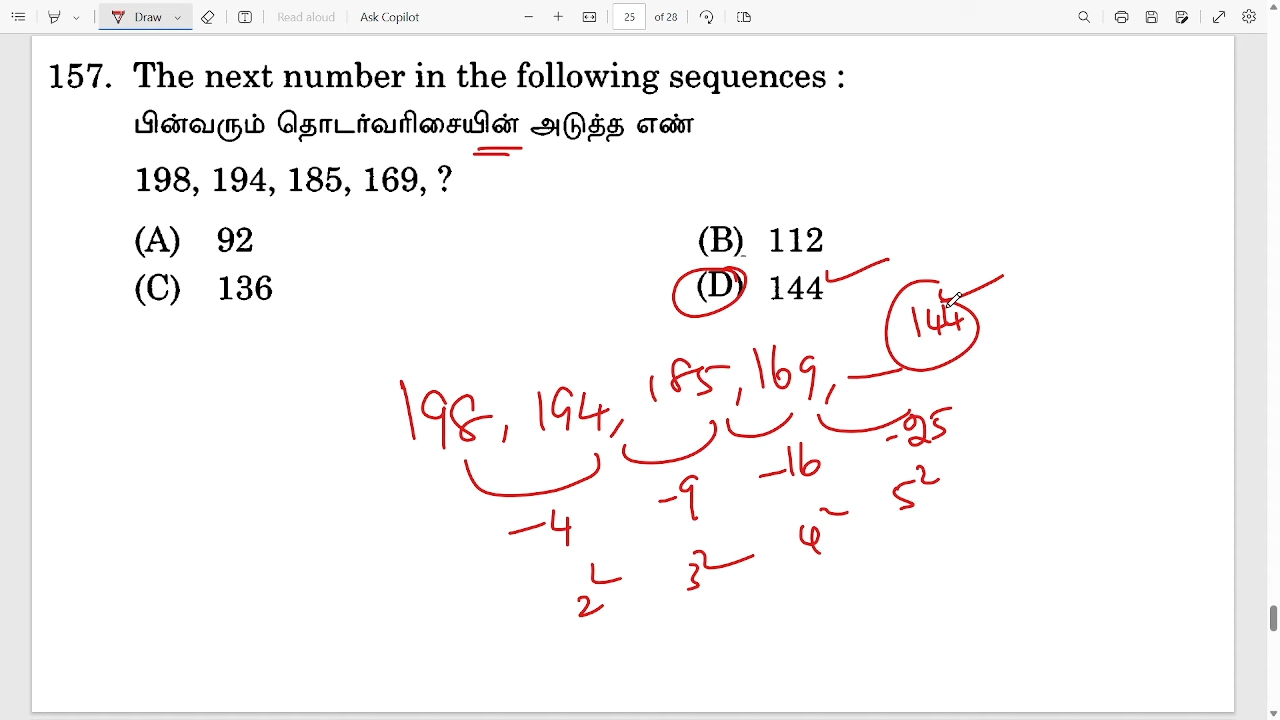 Draw Read aloud Ask Copilot 25 of 28
157. The next number in the following sequences :
பின்வரும் தொடர்வரிசையின் அடுத்த எண்
198, 194, 185, 169, ?
(A) 92 (B) 112
(C) 136 (D) 144
144
198, 194, 185, 169,
-4 -9 -16 -25
2² 3² 4² 5²